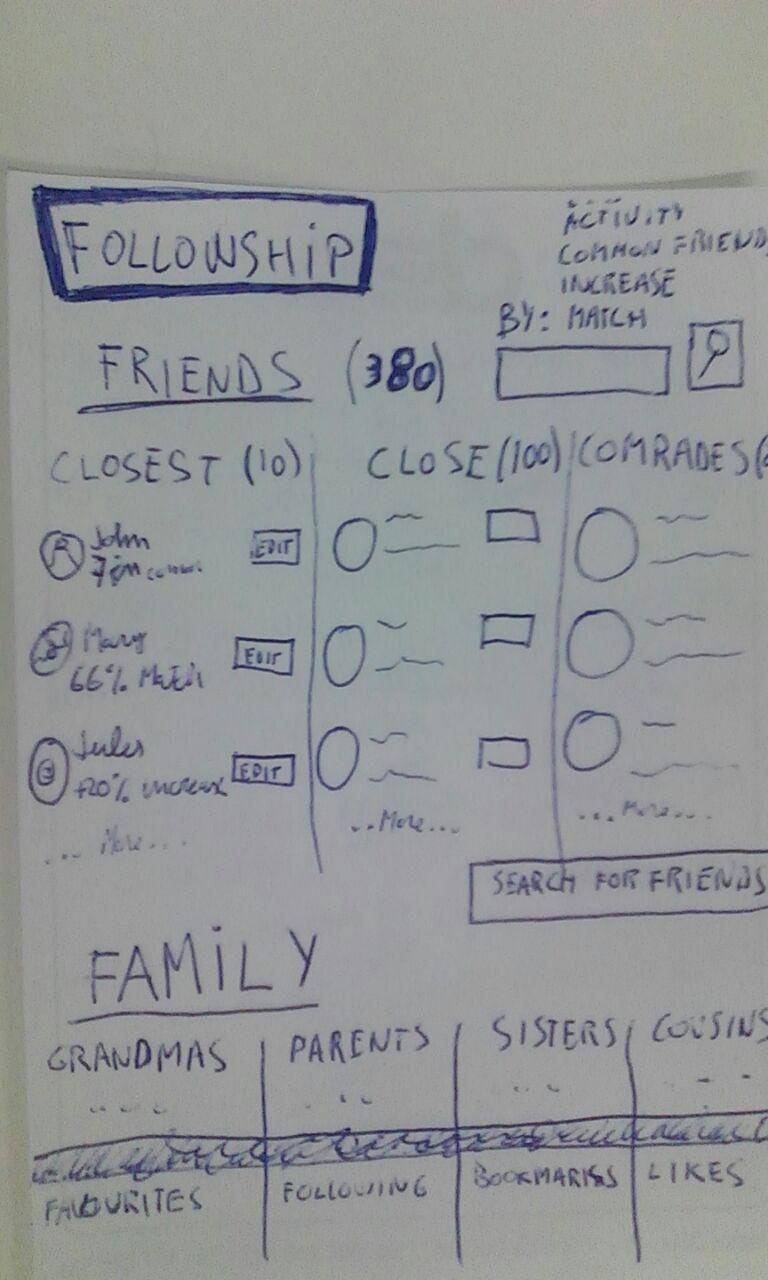 FOLLOWSHIP
ACTIVITY
COMMON FRIENDS
INCREASE
BY: MATCH
FRIENDS (380)
CLOSEST (10) CLOSE (100) COMRADES (
John EDIT
7 in
Mary EDIT
66% Match
Jules EDIT
+20% increase
... More... ...More... ...More...
SEARCH FOR FRIENDS
FAMILY
GRANDMAS PARENTS SISTERS COUSINS
FAVOURITES FOLLOWING BOOKMARKS LIKES